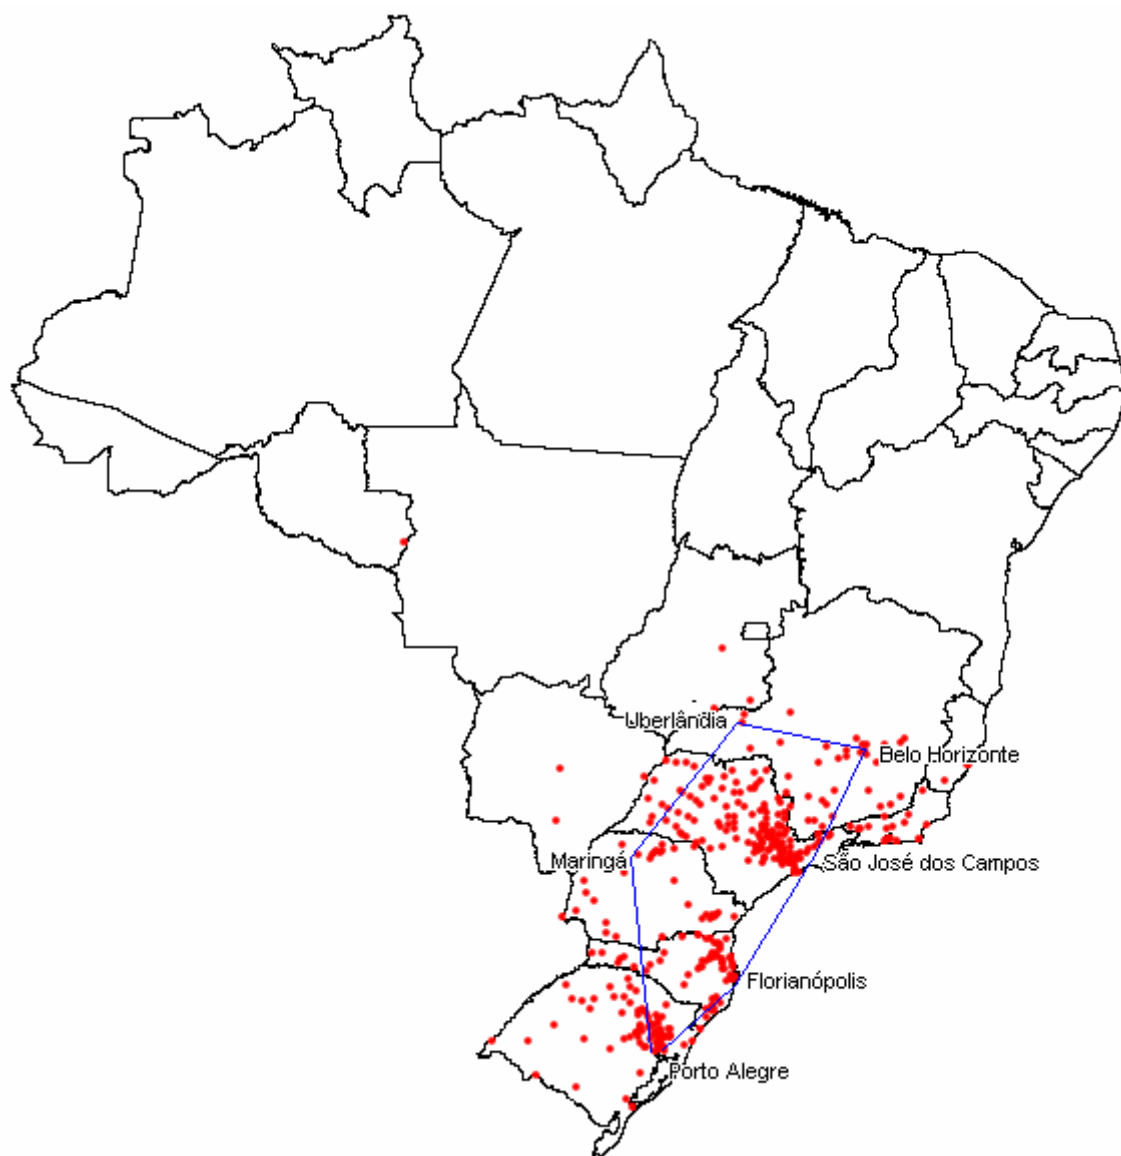 Uberlândia
Belo Horizonte
Maringá
São José dos Campos
Florianópolis
Porto Alegre